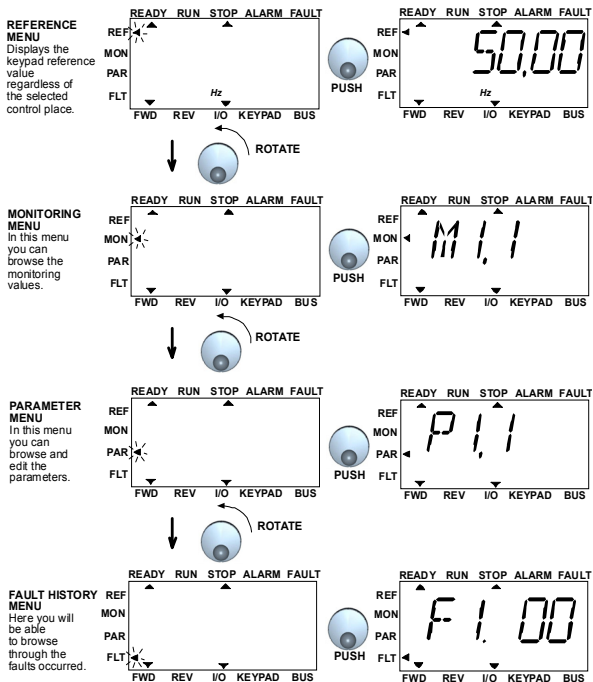 REFERENCE
MENU
Displays the
keypad reference
value
regardless of
the selected
control place.
READY RUN STOP ALARM FAULT
REF
MON
PAR
FLT
Hz
FWD REV I/O KEYPAD BUS
PUSH
READY RUN STOP ALARM FAULT
REF
MON
PAR
FLT
50,00
Hz
FWD REV I/O KEYPAD BUS
ROTATE
MONITORING
MENU
In this menu
you can
browse the
monitoring
values.
READY RUN STOP ALARM FAULT
REF
MON
PAR
FLT
FWD REV I/O KEYPAD BUS
PUSH
READY RUN STOP ALARM FAULT
REF
MON
PAR
FLT
M1,1
FWD REV I/O KEYPAD BUS
ROTATE
PARAMETER
MENU
In this menu
you can
browse and
edit the
parameters.
READY RUN STOP ALARM FAULT
REF
MON
PAR
FLT
FWD REV I/O KEYPAD BUS
PUSH
READY RUN STOP ALARM FAULT
REF
MON
PAR
FLT
P1,1
FWD REV I/O KEYPAD BUS
ROTATE
FAULT HISTORY
MENU
Here you will
be able
to browse
through the
faults occurred.
READY RUN STOP ALARM FAULT
REF
MON
PAR
FLT
FWD REV I/O KEYPAD BUS
PUSH
READY RUN STOP ALARM FAULT
REF
MON
PAR
FLT
F1. 00
FWD REV I/O KEYPAD BUS